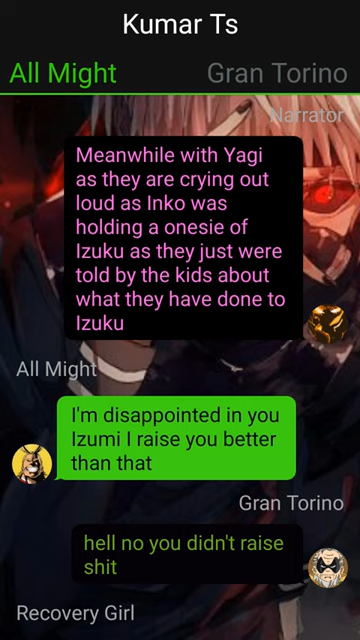 Kumar Ts
All Might Gran Torino
Narrator
Meanwhile with Yagi
as they are crying out
loud as Inko was
holding a onesie of
Izuku as they just were
told by the kids about
what they have done to
Izuku
All Might
I'm disappointed in you
Izumi I raise you better
than that
Gran Torino
hell no you didn't raise
shit
Recovery Girl